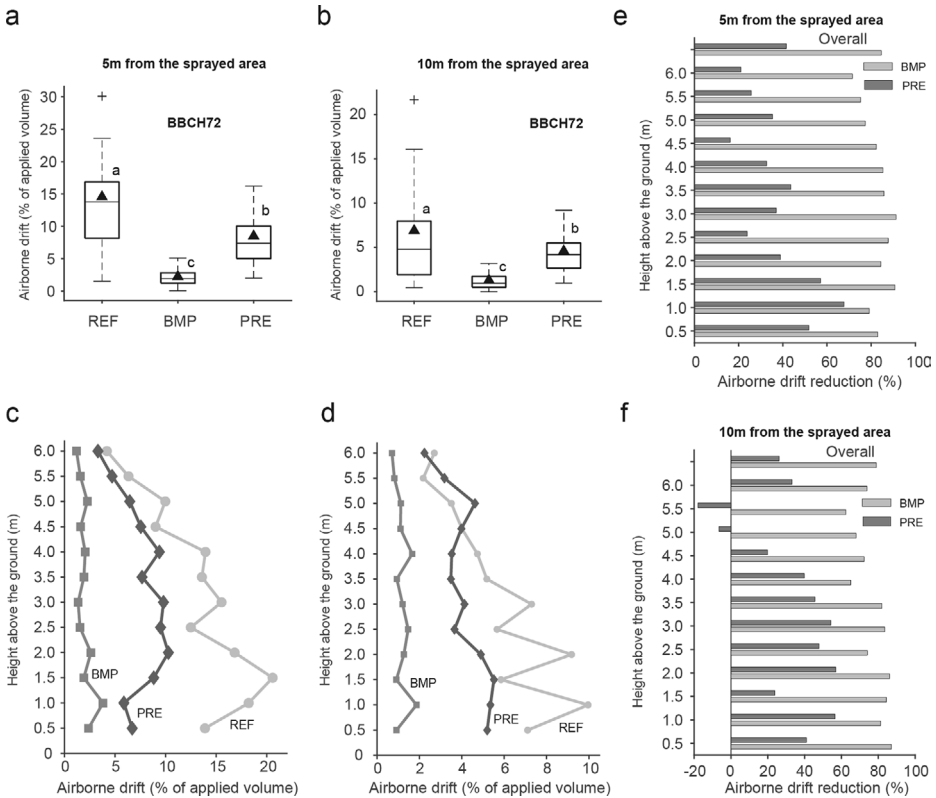 a
5m from the sprayed area
Airborne drift (% of applied volume)
30
25
20
15
10
5
0
BBCH72
a
c
b
REF BMP PRE
b
10m from the sprayed area
Airborne drift (% of applied volume)
20
15
10
5
0
BBCH72
a
c
b
REF BMP PRE
c
Height above the ground (m)
6.0
5.5
5.0
4.5
4.0
3.5
3.0
2.5
2.0
1.5
1.0
0.5
0
BMP
PRE
REF
0 5 10 15 20
Airborne drift (% of applied volume)
d
Height above the ground (m)
6.0
5.5
5.0
4.5
4.0
3.5
3.0
2.5
2.0
1.5
1.0
0.5
0
BMP
PRE
REF
0 2 4 6 8 10
Airborne drift (% of applied volume)
e
5m from the sprayed area
Overall
BMP
PRE
Height above the ground (m)
6.0
5.5
5.0
4.5
4.0
3.5
3.0
2.5
2.0
1.5
1.0
0.5
0 20 40 60 80 100
Airborne drift reduction (%)
f
10m from the sprayed area
Overall
BMP
PRE
Height above the ground (m)
6.0
5.5
5.0
4.5
4.0
3.5
3.0
2.5
2.0
1.5
1.0
0.5
-20 0 20 40 60 80 100
Airborne drift reduction (%)